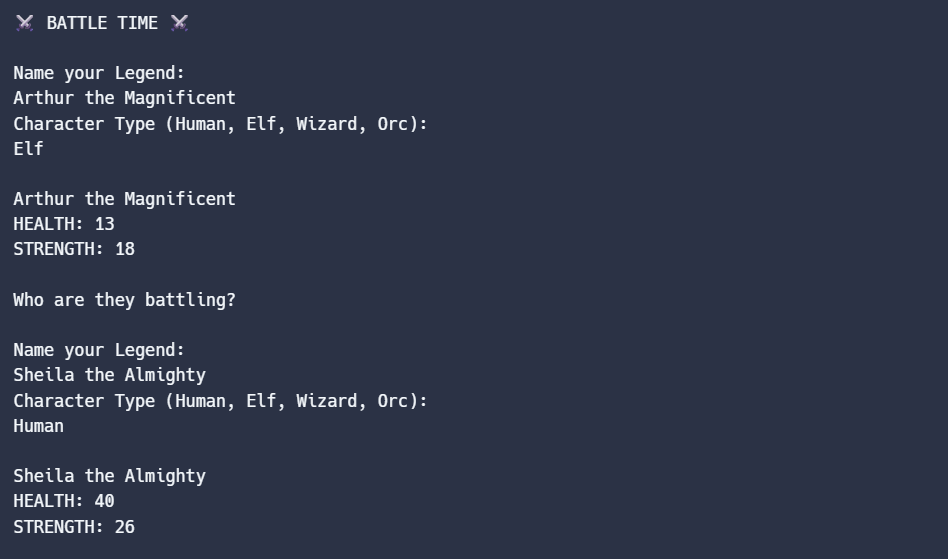 ⚔️ BATTLE TIME ⚔️
Name your Legend:
Arthur the Magnificent
Character Type (Human, Elf, Wizard, Orc):
Elf
Arthur the Magnificent
HEALTH: 13
STRENGTH: 18
Who are they battling?
Name your Legend:
Sheila the Almighty
Character Type (Human, Elf, Wizard, Orc):
Human
Sheila the Almighty
HEALTH: 40
STRENGTH: 26